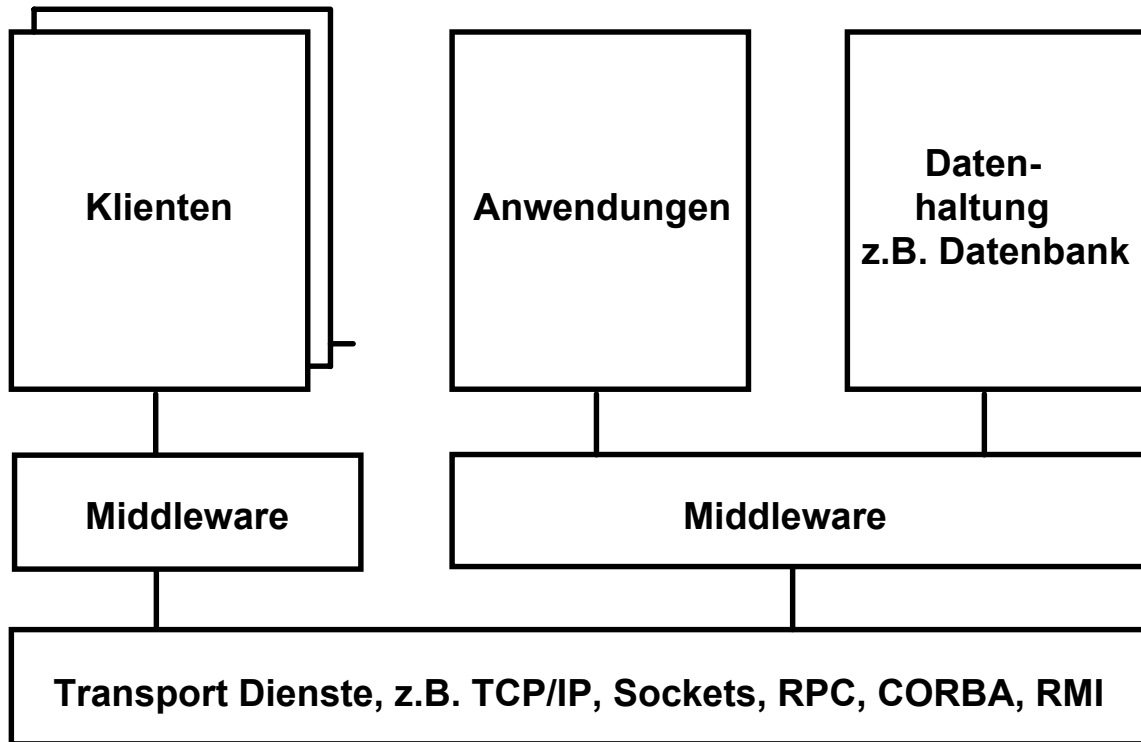 Klienten
Anwendungen
Daten-
haltung
z.B. Datenbank
Middleware
Middleware
Transport Dienste, z.B. TCP/IP, Sockets, RPC, CORBA, RMI